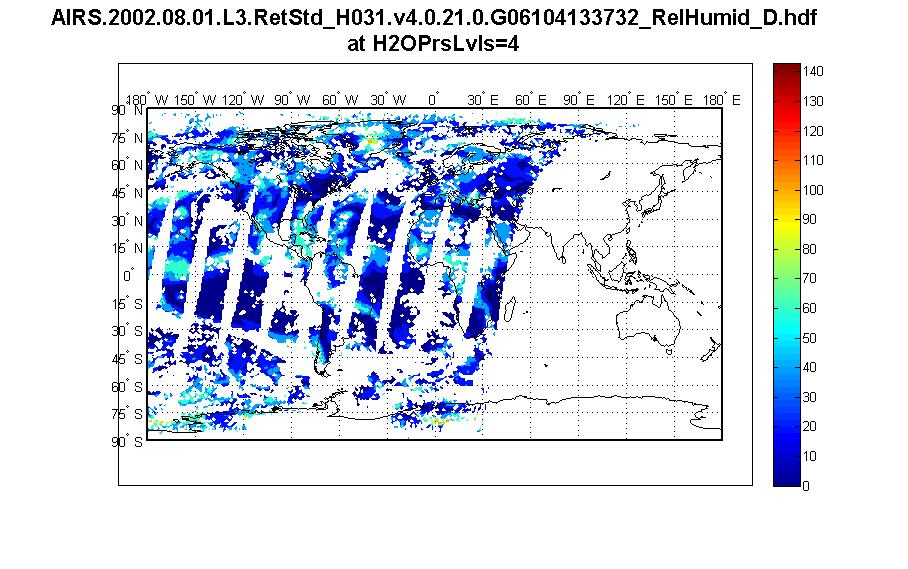 AIRS.2002.08.01.L3.RetStd_H031.v4.0.21.0.G06104133732_RelHumid_D.hdf
at H2OPrsLvls=4
180° W 150° W 120° W 90° W 60° W 30° W 0° 30° E 60° E 90° E 120° E 150° E 180° E
90° N
75° N
60° N
45° N
30° N
15° N
0°
15° S
30° S
45° S
60° S
75° S
90° S
140
130
120
110
100
90
80
70
60
50
40
30
20
10
0